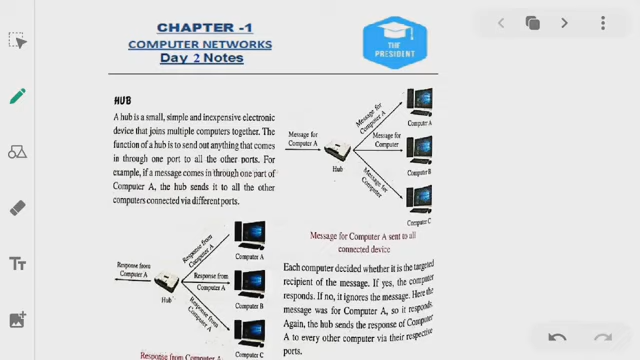 CHAPTER -1
COMPUTER NETWORKS
Day 2 Notes
THE
PRESIDENT
HUB
A hub is a small, simple and inexpensive electronic
device that joins multiple computers together. The
function of a hub is to send out anything that comes
in through one port to all the other ports. For
example, if a message comes in through one part of
Computer A, the hub sends it to all the other
computers connected via different ports.
Message for
Computer A
Hub
Message for
Computer A
Message for
Computer
Message for
Computer
Computer A
Computer B
Computer C
Message for Computer A sent to all
connected device
Response from
Computer A
Hub
Response from
Computer A
Response from
Computer A
Response from
Computer A
Computer A
Computer B
Computer C
Response from Computer A
Each computer decided whether it is the targeted
recipient of the message. If yes, the computer
responds. If no, it ignores the message. Here the
message was for Computer A, so it responds.
Again, the hub sends the response of Computer
A to every other computer via their respective
ports.
Tт